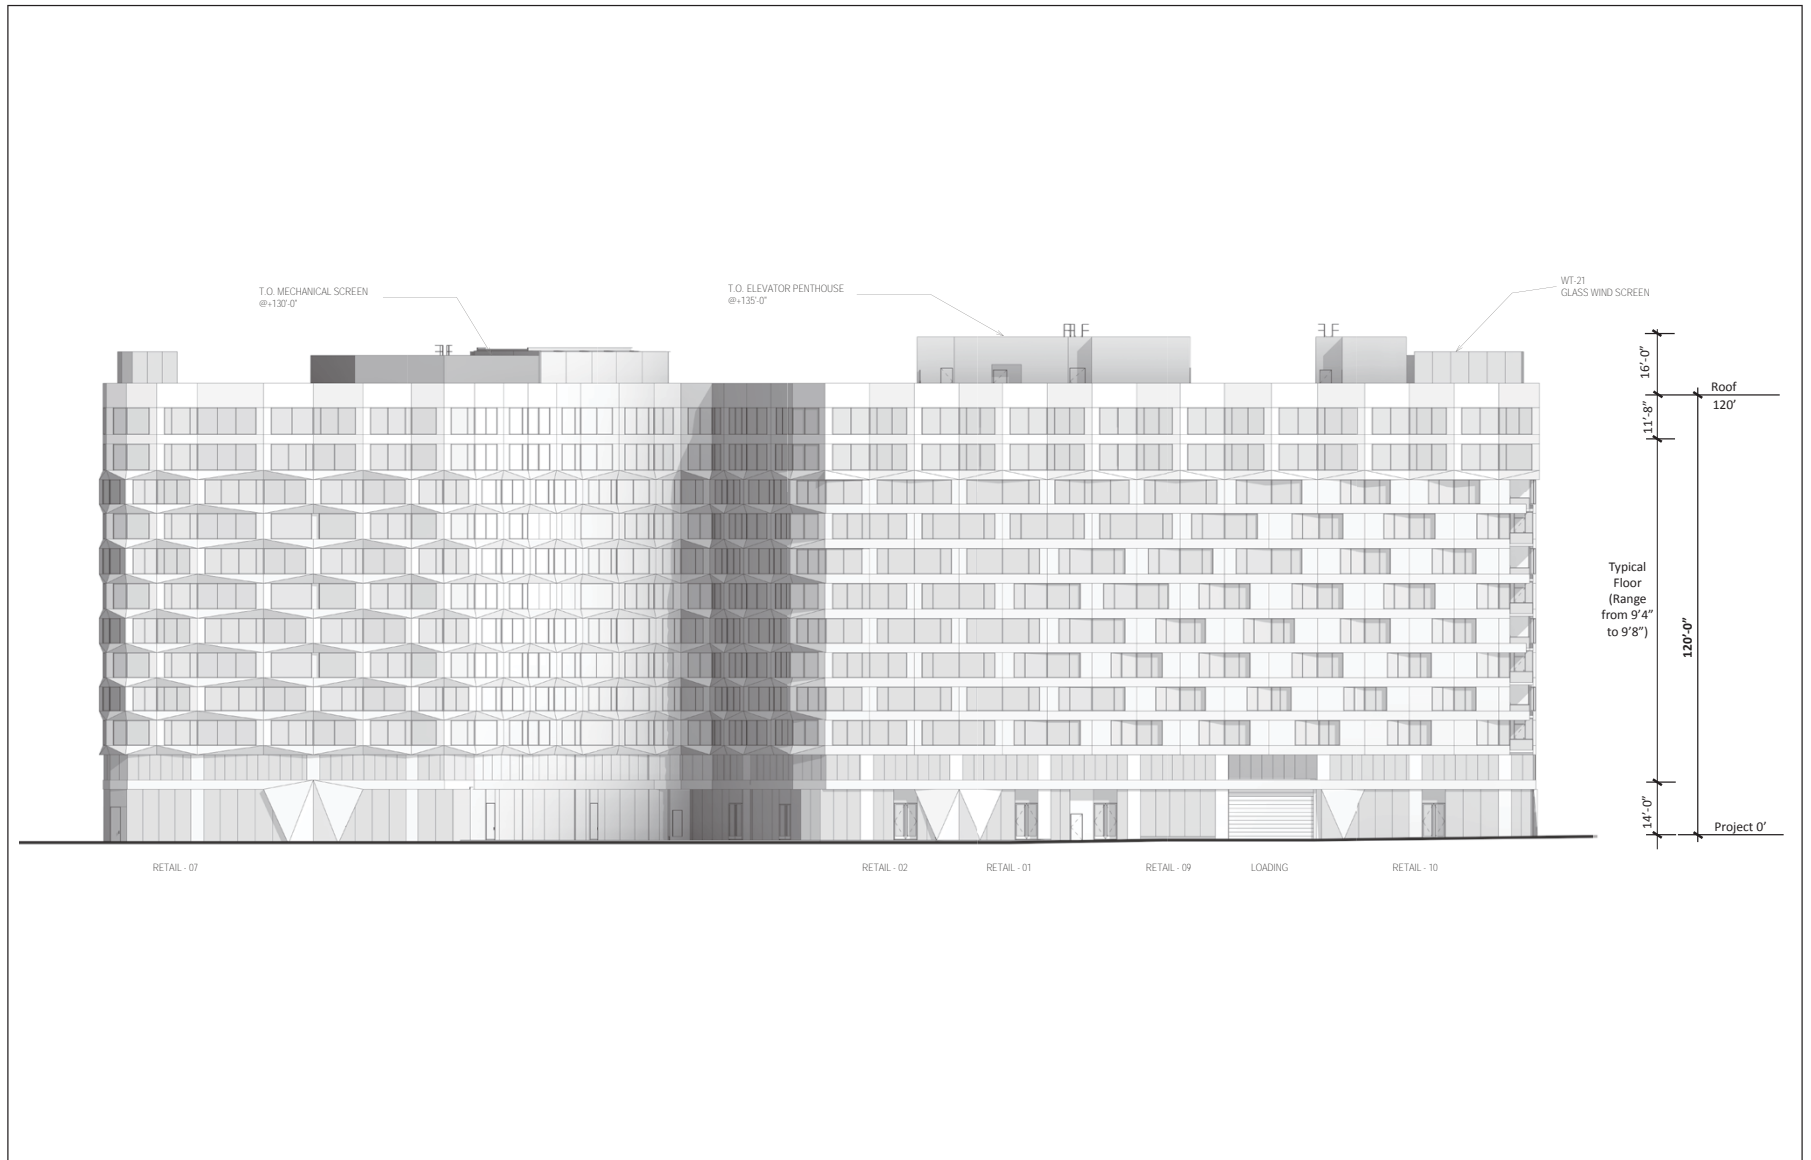 WT-21
GLASS WIND SCREEN
T.O. MECHANICAL SCREEN
@+130'-0"
T.O. ELEVATOR PENTHOUSE
@+135'-0"
16'-0"
Roof
120'
11'-8"
Typical
Floor
(Range
from 9'4"
to 9'8")
120'-0"
14'-0"
Project 0'
RETAIL - 07
RETAIL - 02
RETAIL - 01
RETAIL - 09
LOADING
RETAIL - 10